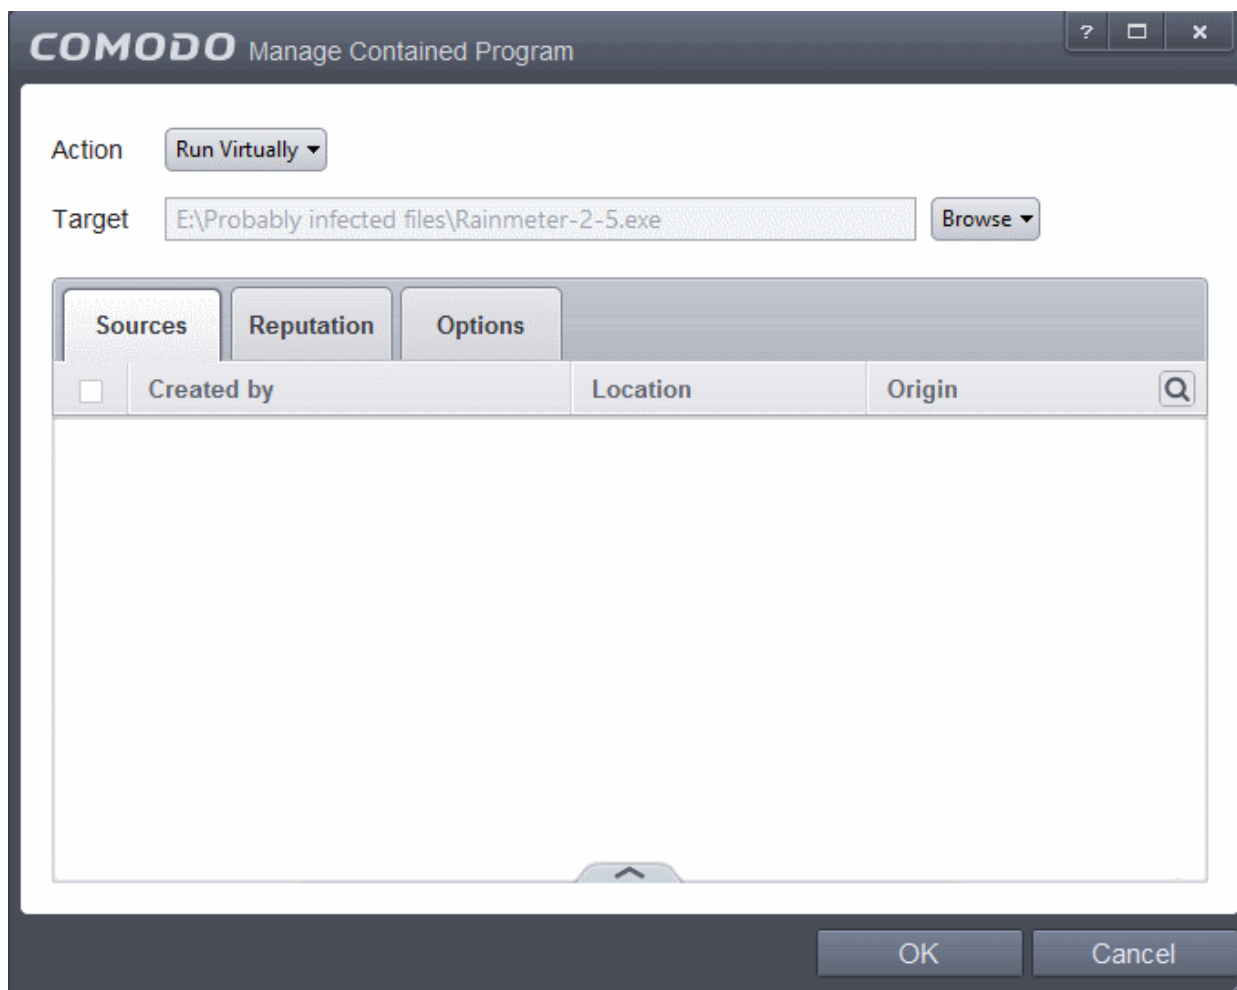 COMODO Manage Contained Program ?
Action Run Virtually
Target E:\Probably infected files\Rainmeter-2-5.exe Browse
Sources Reputation Options
Created by Location Origin
OK Cancel